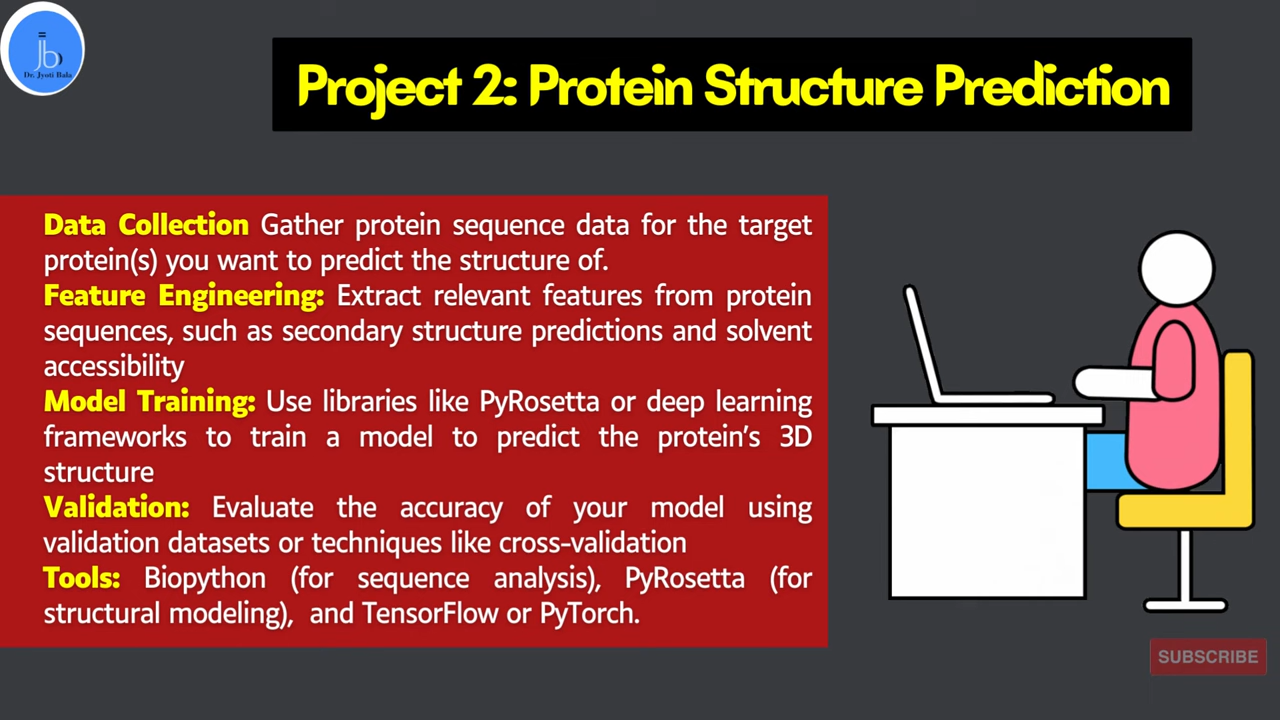 Dr. Jyoti Bala
Project 2: Protein Structure Prediction
Data Collection Gather protein sequence data for the target
protein(s) you want to predict the structure of.
Feature Engineering: Extract relevant features from protein
sequences, such as secondary structure predictions and solvent
accessibility
Model Training: Use libraries like PyRosetta or deep learning
frameworks to train a model to predict the protein's 3D
structure
Validation: Evaluate the accuracy of your model using
validation datasets or techniques like cross-validation
Tools: Biopython (for sequence analysis), PyRosetta (for
structural modeling), and TensorFlow or PyTorch.
SUBSCRIBE